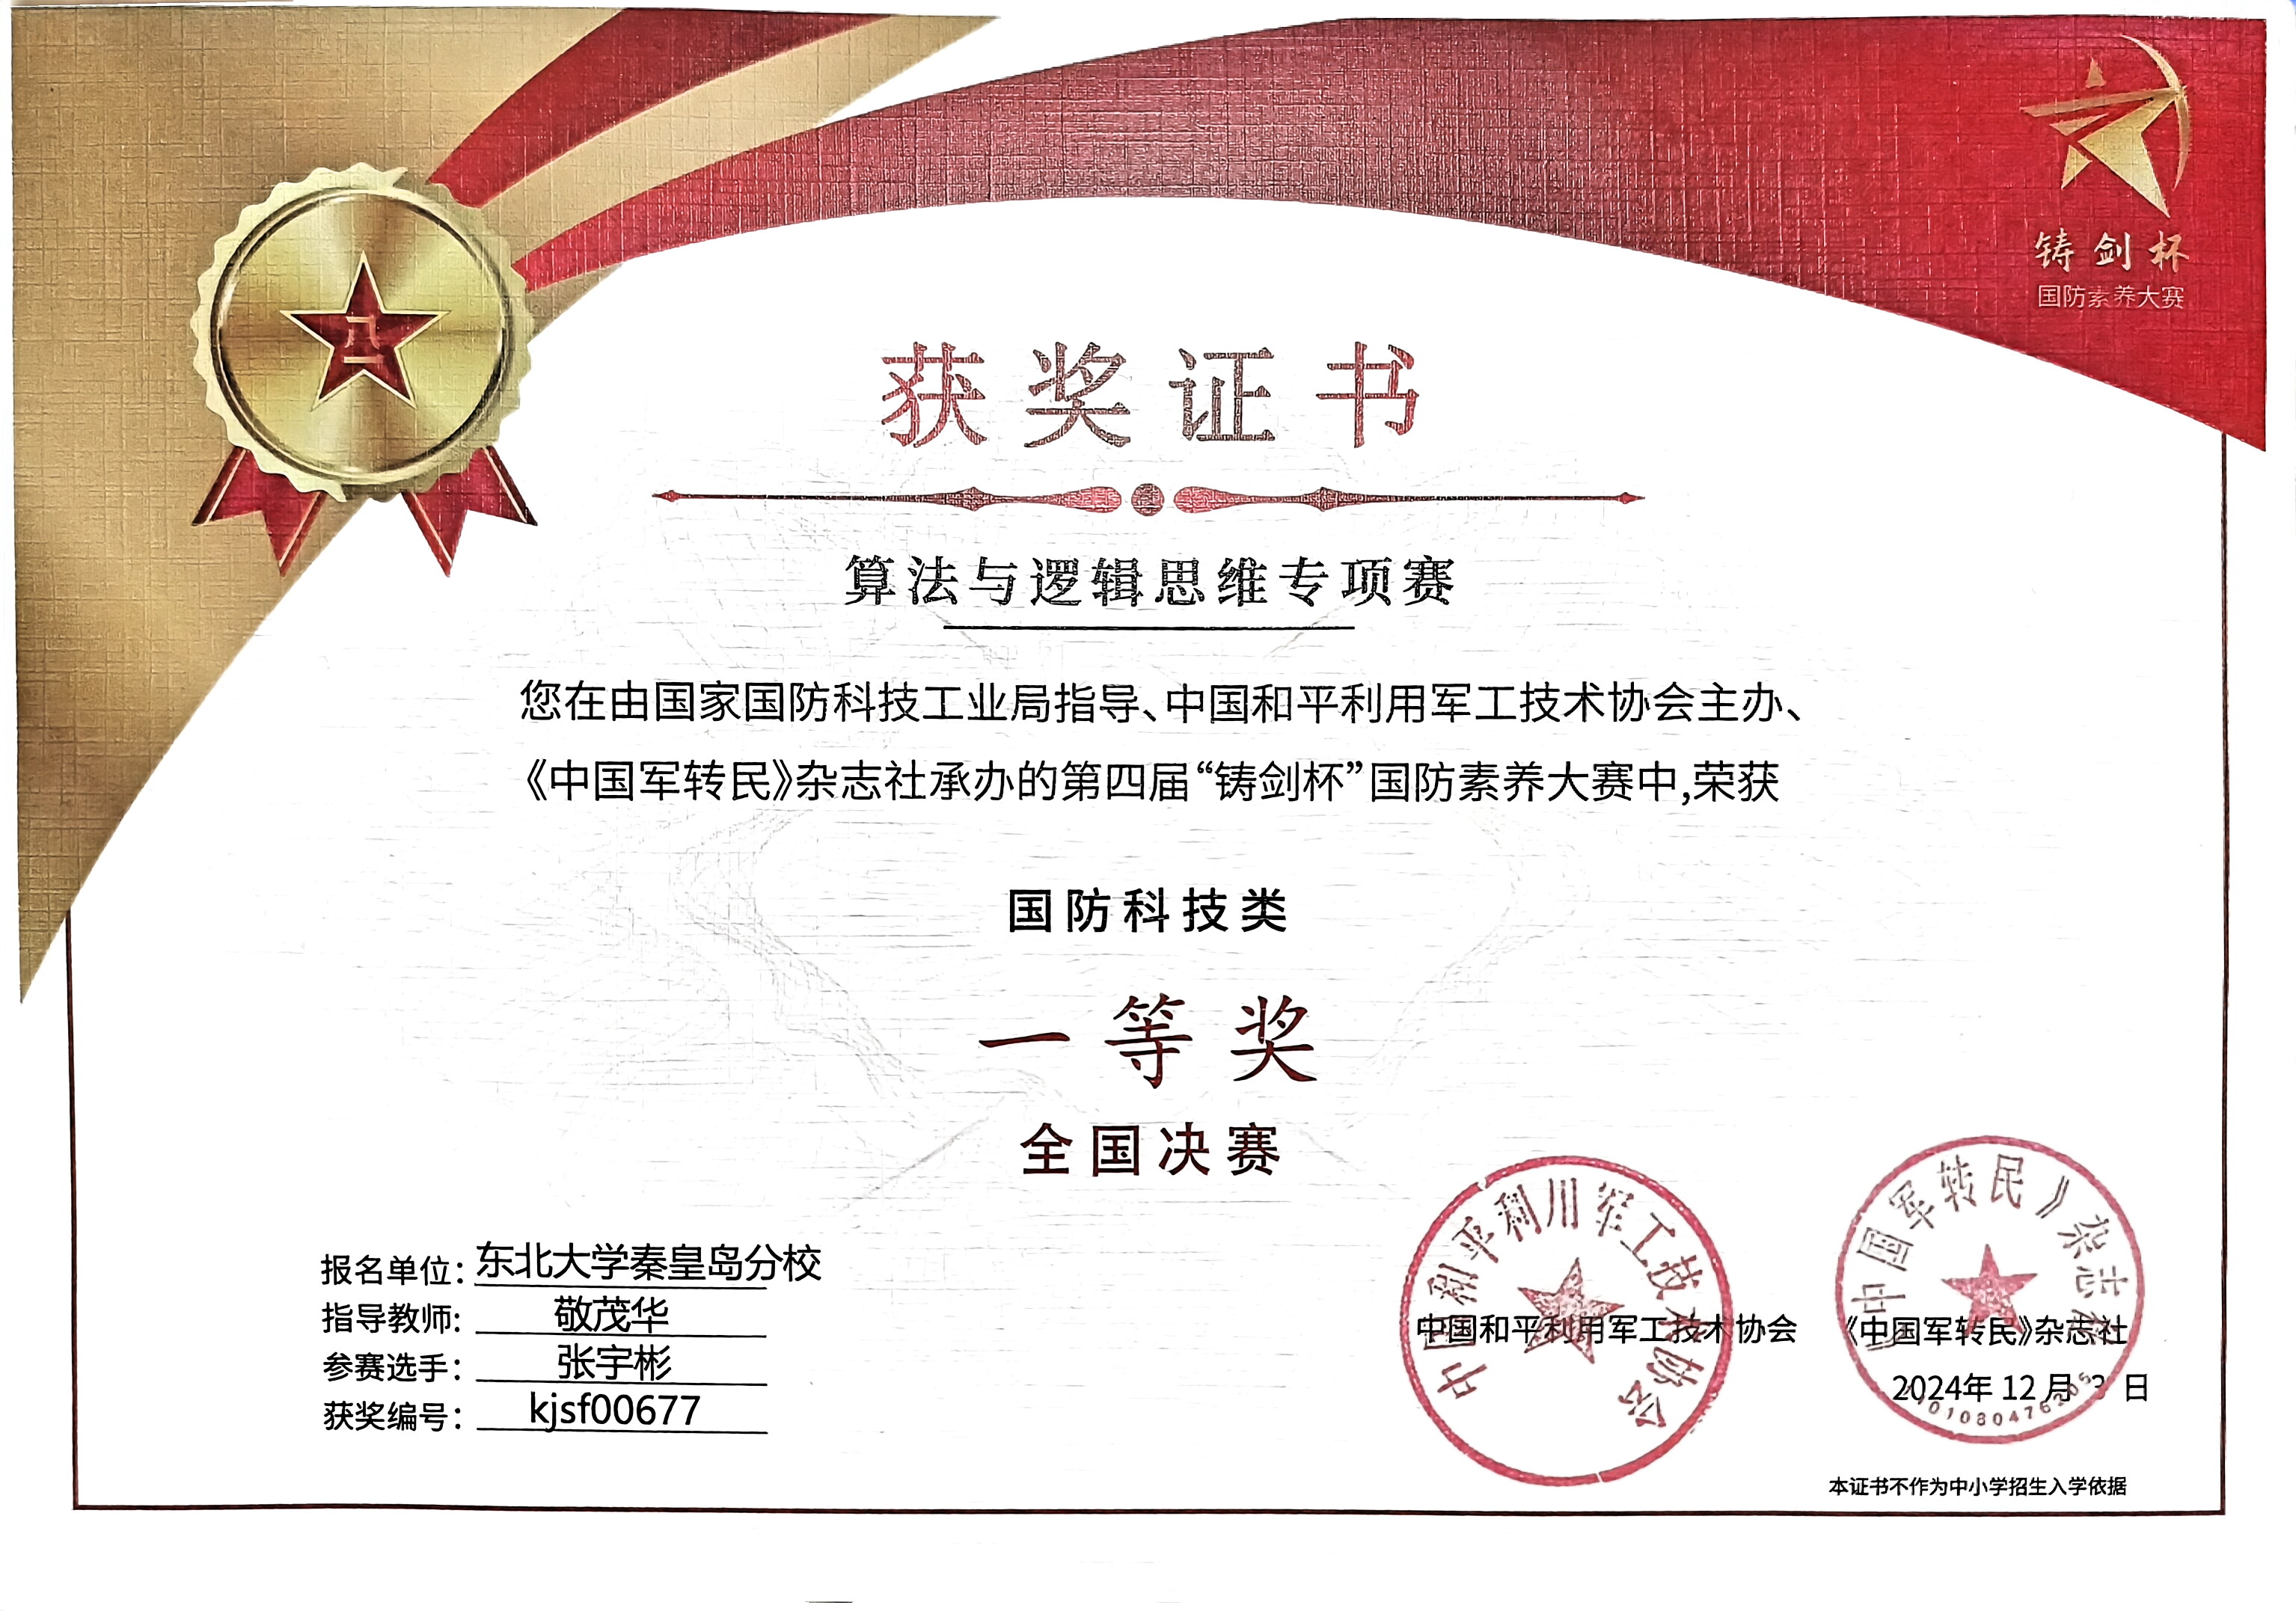 铸剑杯
国防素养大赛
八一
获奖证书
算法与逻辑思维专项赛
您在由国家国防科技工业局指导、中国和平利用军工技术协会主办、
《中国军转民》杂志社承办的第四届“铸剑杯”国防素养大赛中,荣获
国防科技类
一等奖
全国决赛
报名单位：东北大学秦皇岛分校
指导教师：敬茂华
参赛选手：张宇彬
获奖编号：kjsf00677
中国和平利用军工技术协会
《中国军转民》杂志社
中国和平利用军工技术协会 《中国军转民》杂志社
2024年 12月 3 日
本证书不作为中小学招生入学依据